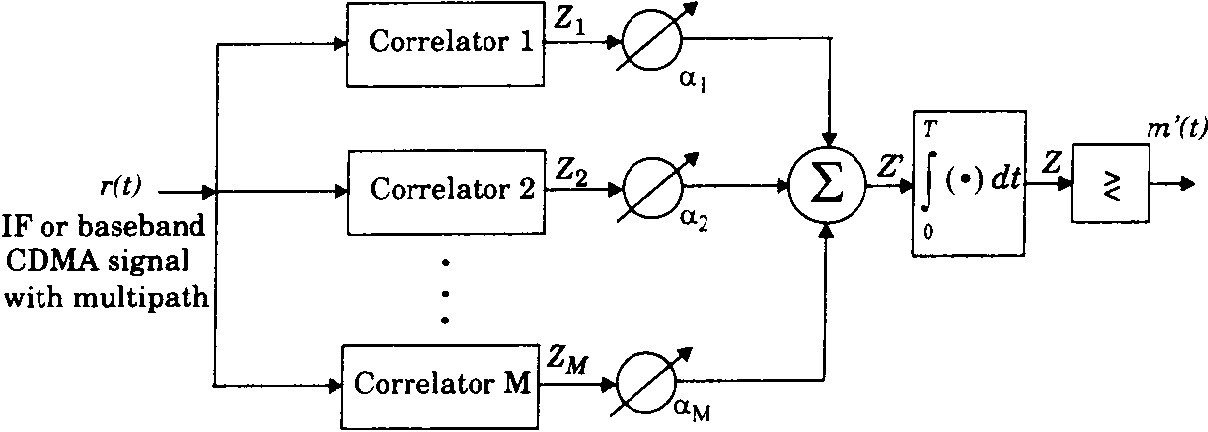 Correlator 1
Z1
α1
r(t)
IF or baseband
CDMA signal
with multipath
Correlator 2
Z2
α2
Σ
Z'
T
∫ (•) dt
0
Z
≷
m'(t)
Correlator M
ZM
αM